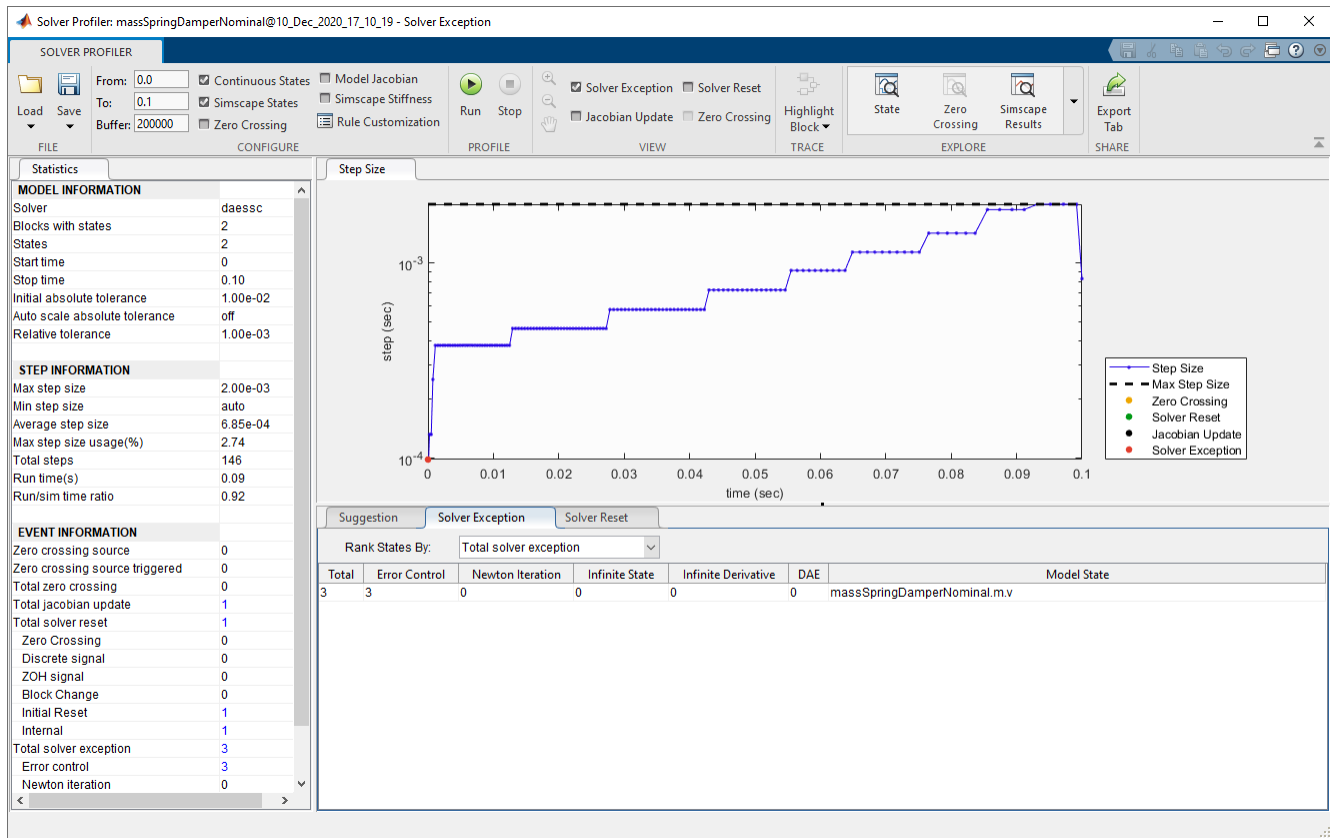 Solver Profiler: massSpringDamperNominal@10_Dec_2020_17_10_19 - Solver Exception
SOLVER PROFILER
Load
Save
FILE
From: 0.0
To: 0.1
Buffer: 200000
Continuous States
Simscape States
Zero Crossing
Model Jacobian
Simscape Stiffness
Rule Customization
CONFIGURE
Run
Stop
PROFILE
Solver Exception
Solver Reset
Jacobian Update
Zero Crossing
VIEW
Highlight
Block
TRACE
State
Zero
Crossing
Simscape
Results
EXPLORE
Export
Tab
SHARE
Statistics
MODEL INFORMATION
Solver daessc
Blocks with states 2
States 2
Start time 0
Stop time 0.10
Initial absolute tolerance 1.00e-02
Auto scale absolute tolerance off
Relative tolerance 1.00e-03
STEP INFORMATION
Max step size 2.00e-03
Min step size auto
Average step size 6.85e-04
Max step size usage(%) 2.74
Total steps 146
Run time(s) 0.09
Run/sim time ratio 0.92
EVENT INFORMATION
Zero crossing source 0
Zero crossing source triggered 0
Total zero crossing 0
Total jacobian update 1
Total solver reset 1
Zero Crossing 0
Discrete signal 0
ZOH signal 0
Block Change 0
Initial Reset 1
Internal 1
Total solver exception 3
Error control 3
Newton iteration 0
Step Size
step (sec)
10-3
10-4
0 0.01 0.02 0.03 0.04 0.05 0.06 0.07 0.08 0.09 0.1
time (sec)
Step Size
Max Step Size
Zero Crossing
Solver Reset
Jacobian Update
Solver Exception
Suggestion Solver Exception Solver Reset
Rank States By: Total solver exception
Total Error Control Newton Iteration Infinite State Infinite Derivative DAE Model State
3 3 0 0 0 0 massSpringDamperNominal.m.v